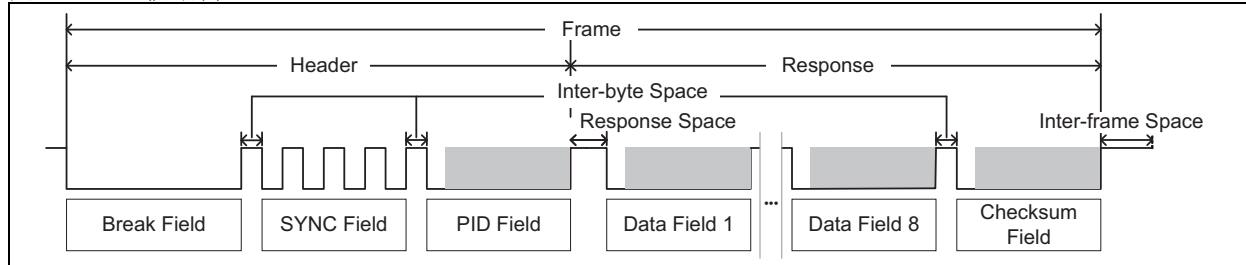 Frame
Header
Response
Inter-byte Space
Response Space
Inter-frame Space
...
Break Field
SYNC Field
PID Field
Data Field 1
Data Field 8
Checksum
Field